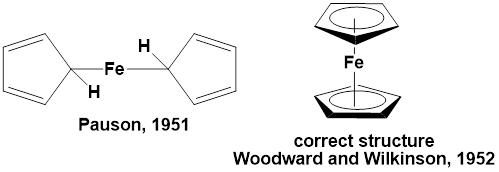 H
Fe
H
Pauson, 1951
Fe
correct structure
Woodward and Wilkinson, 1952